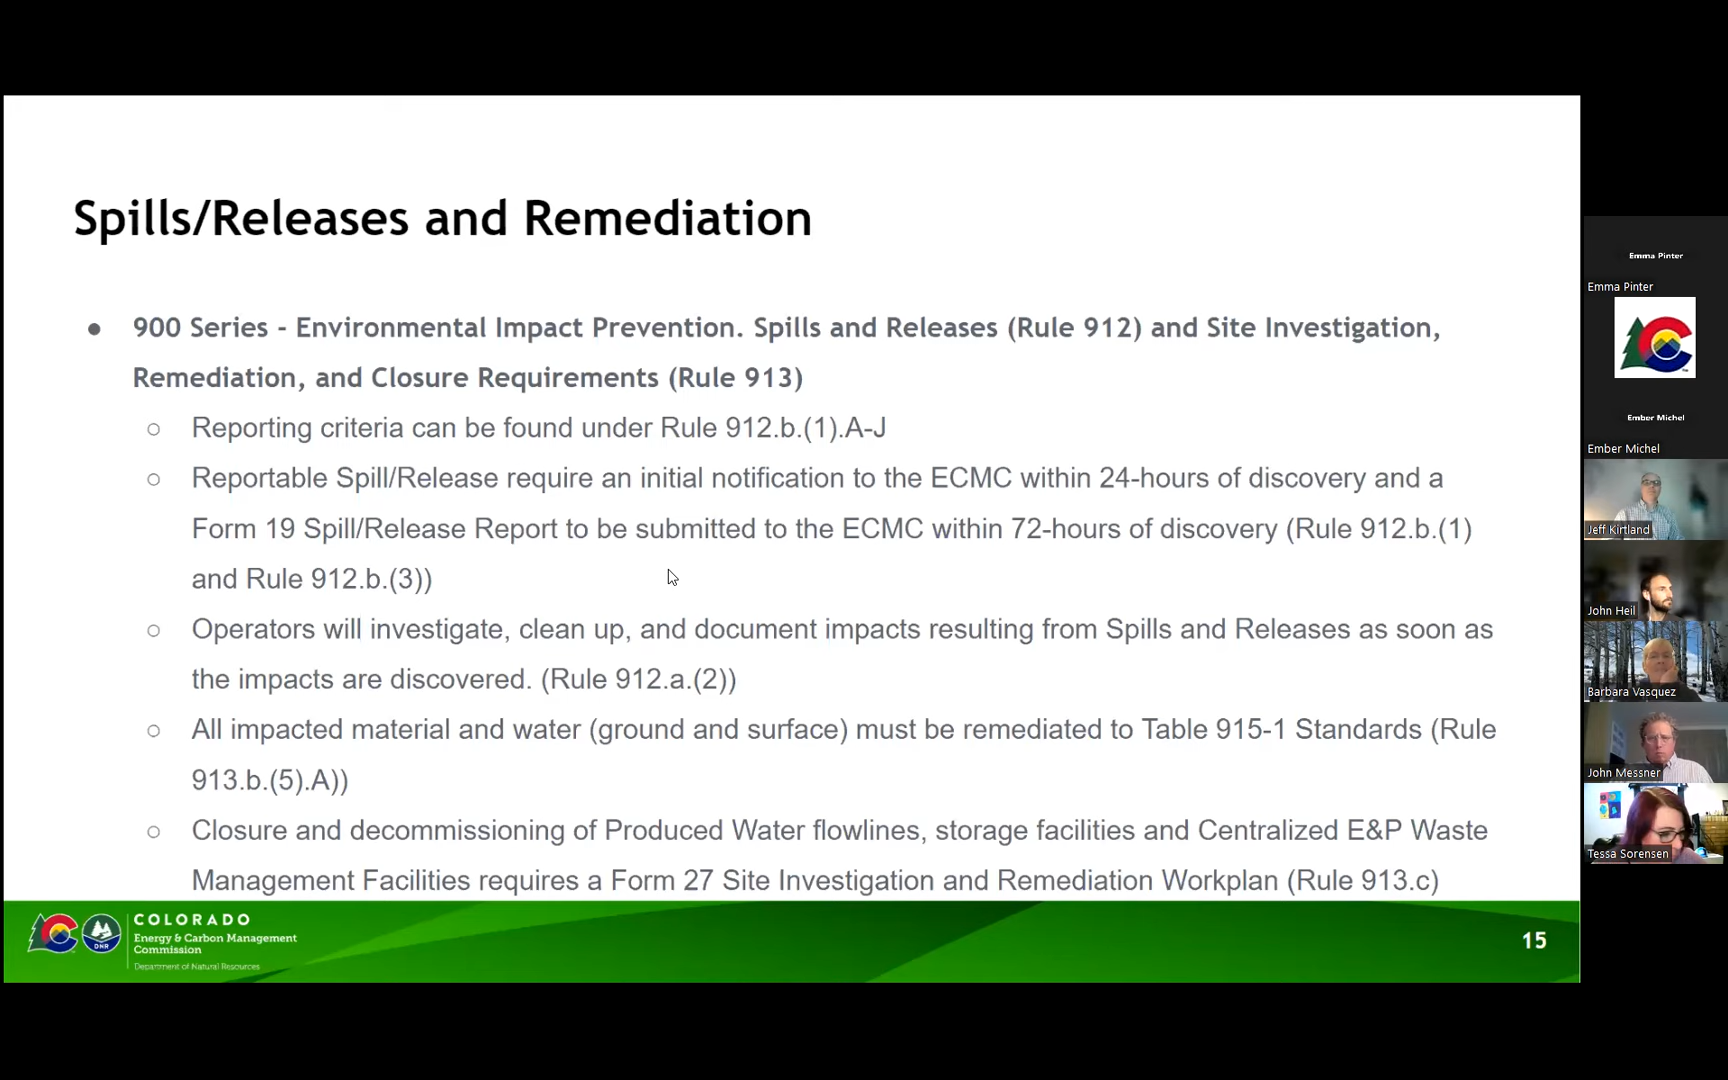 Spills/Releases and Remediation
● 900 Series - Environmental Impact Prevention. Spills and Releases (Rule 912) and Site Investigation,
Remediation, and Closure Requirements (Rule 913)
○ Reporting criteria can be found under Rule 912.b.(1).A-J
○ Reportable Spill/Release require an initial notification to the ECMC within 24-hours of discovery and a
Form 19 Spill/Release Report to be submitted to the ECMC within 72-hours of discovery (Rule 912.b.(1)
and Rule 912.b.(3))
○ Operators will investigate, clean up, and document impacts resulting from Spills and Releases as soon as
the impacts are discovered. (Rule 912.a.(2))
○ All impacted material and water (ground and surface) must be remediated to Table 915-1 Standards (Rule
913.b.(5).A))
○ Closure and decommissioning of Produced Water flowlines, storage facilities and Centralized E&P Waste
Management Facilities requires a Form 27 Site Investigation and Remediation Workplan (Rule 913.c)
DNR
COLORADO
Energy & Carbon Management
Commission
Department of Natural Resources
15
Emma Pinter
Emma Pinter
Ember Michel
Ember Michel
Jeff Kirtland
John Heil
Barbara Vasquez
John Messner
Tessa Sorensen